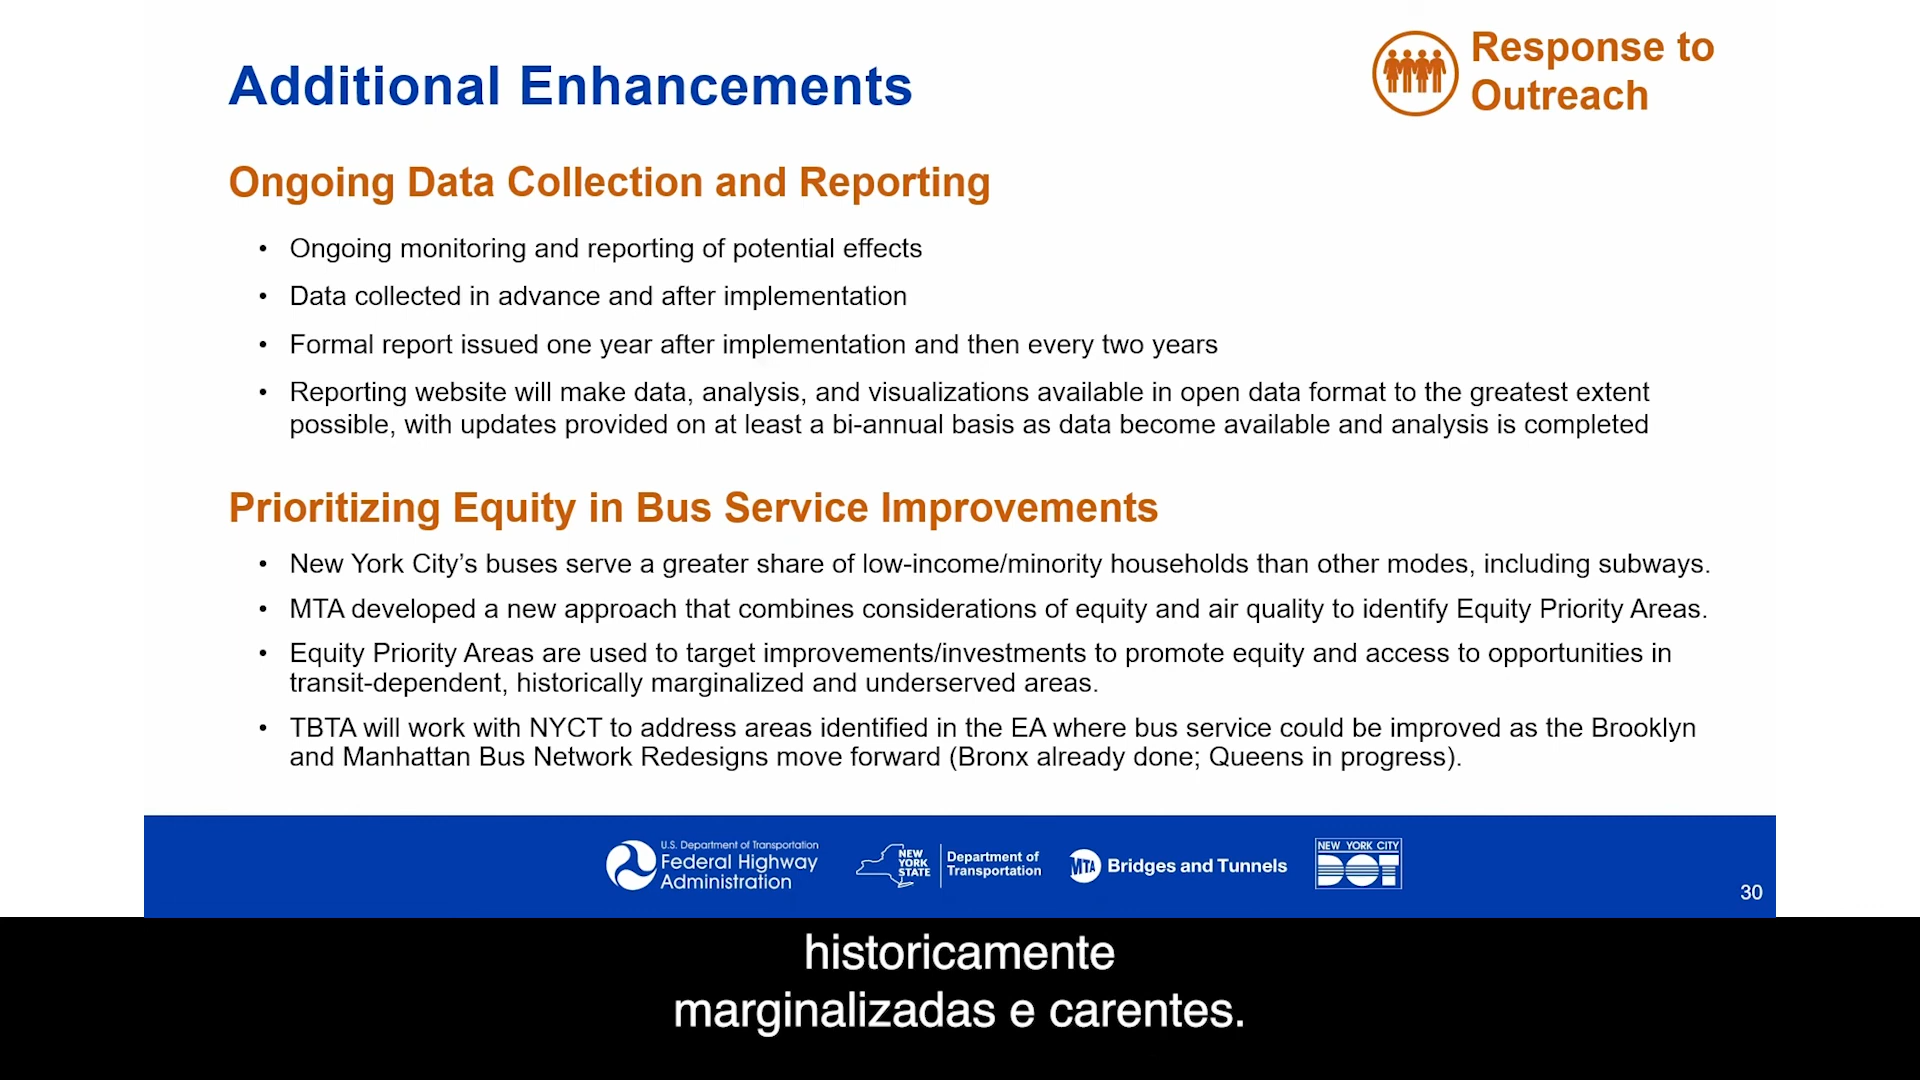 Additional Enhancements
Response to
Outreach
Ongoing Data Collection and Reporting
• Ongoing monitoring and reporting of potential effects
• Data collected in advance and after implementation
• Formal report issued one year after implementation and then every two years
• Reporting website will make data, analysis, and visualizations available in open data format to the greatest extent
possible, with updates provided on at least a bi-annual basis as data become available and analysis is completed
Prioritizing Equity in Bus Service Improvements
• New York City’s buses serve a greater share of low-income/minority households than other modes, including subways.
• MTA developed a new approach that combines considerations of equity and air quality to identify Equity Priority Areas.
• Equity Priority Areas are used to target improvements/investments to promote equity and access to opportunities in
transit-dependent, historically marginalized and underserved areas.
• TBTA will work with NYCT to address areas identified in the EA where bus service could be improved as the Brooklyn
and Manhattan Bus Network Redesigns move forward (Bronx already done; Queens in progress).
U.S. Department of Transportation
Federal Highway
Administration
NEW
YORK
STATE
Department of
Transportation
MTA Bridges and Tunnels
NEW YORK CITY
DOT
30
historicamente
marginalizadas e carentes.